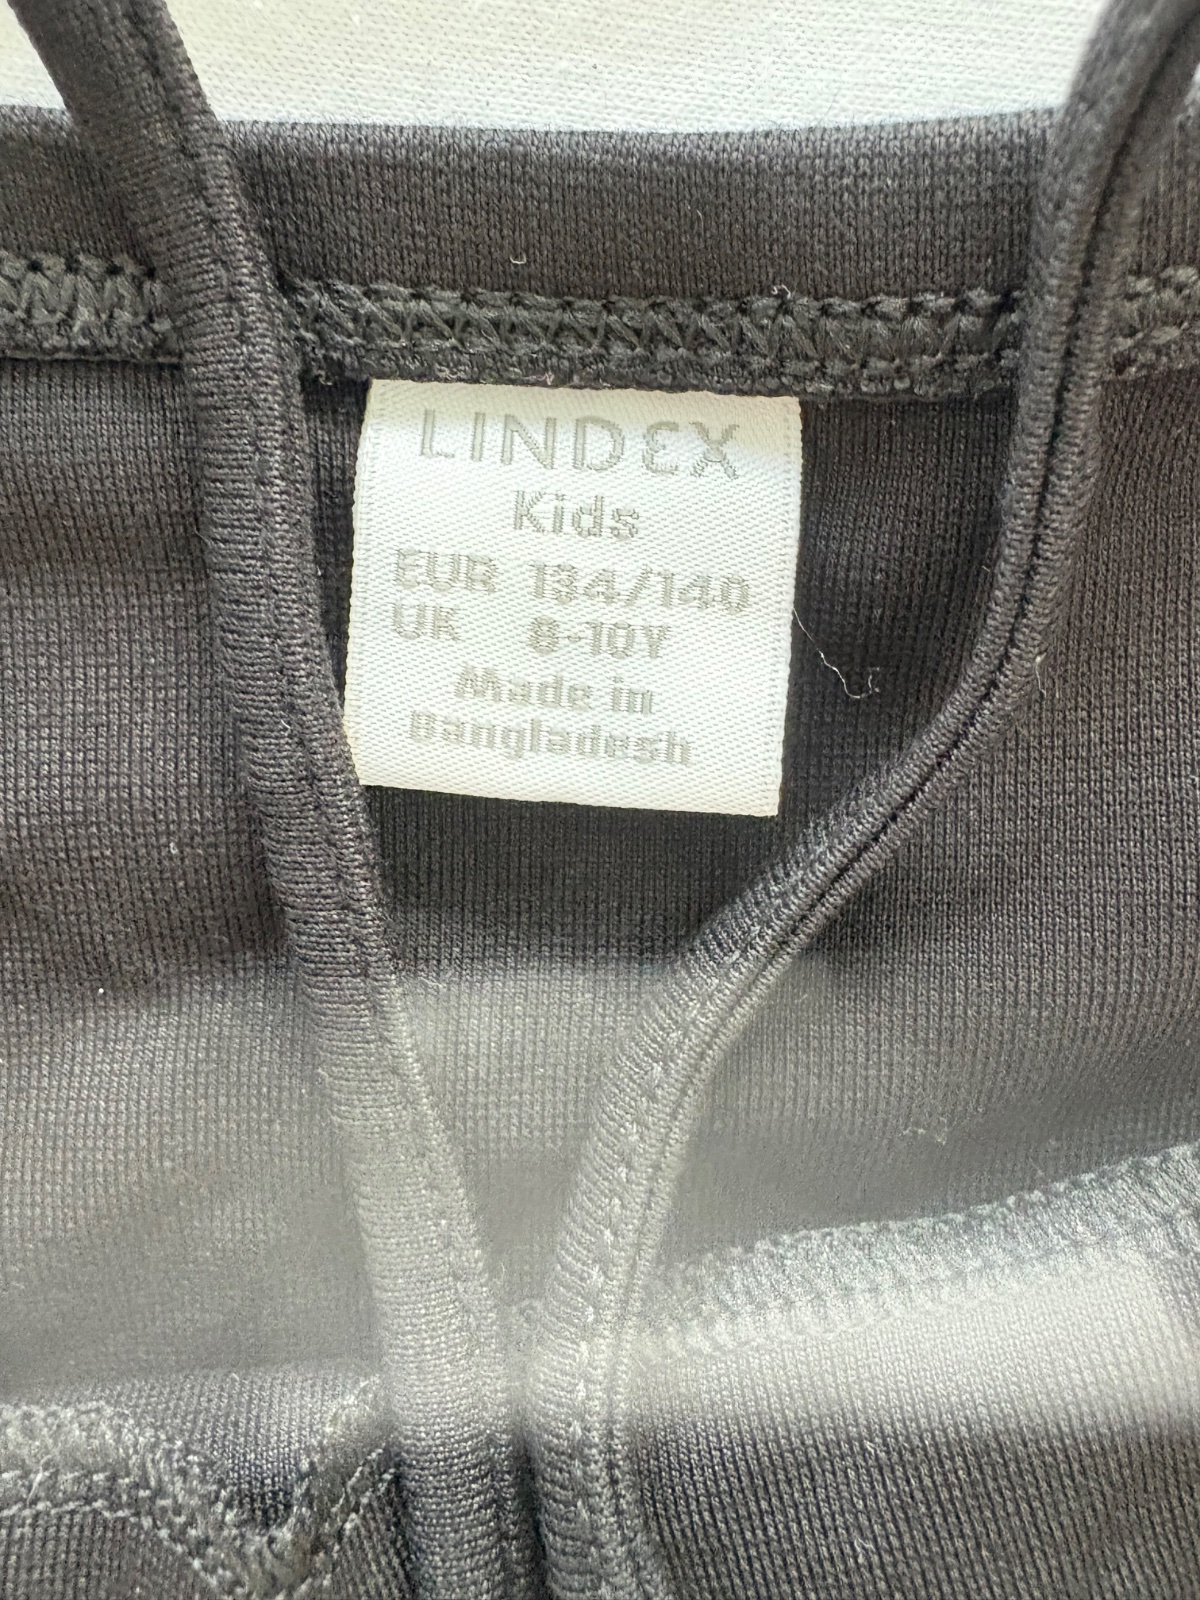 LINDEX
Kids
EUR 134/140
UK 8-10Y
Made in
Bangladesh